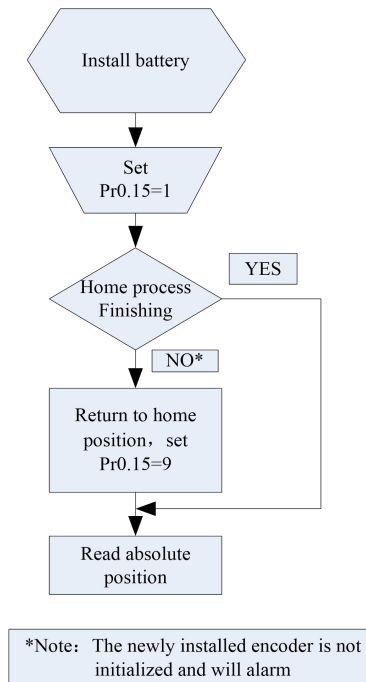 Install battery
Set
Pr0.15=1
Home process
Finishing
YES
NO*
Return to home
position，set
Pr0.15=9
Read absolute
position
*Note：The newly installed encoder is not
initialized and will alarm